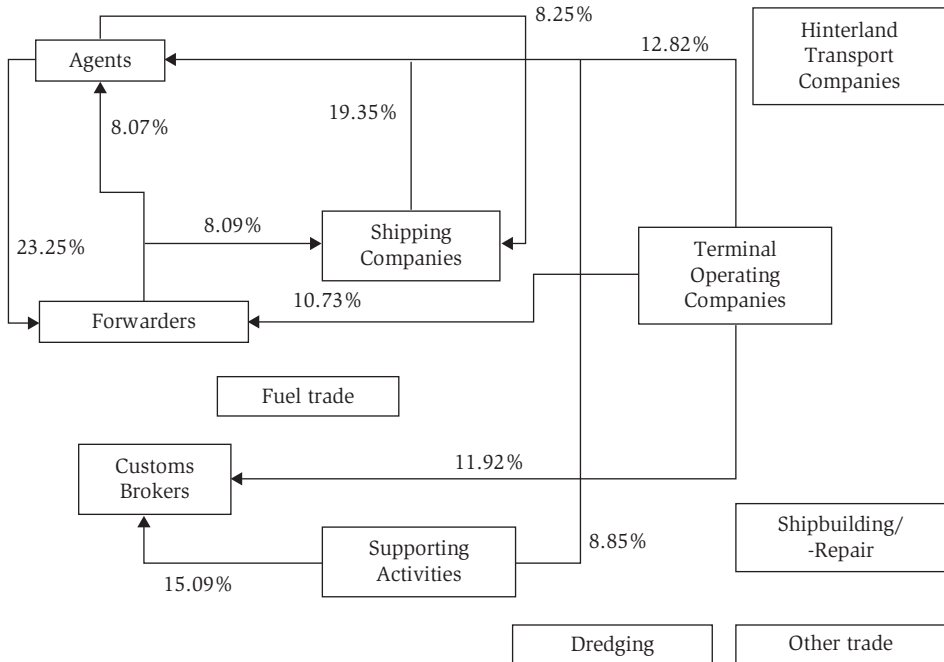 8.25%
Hinterland
Transport
Companies
12.82%
Agents
19.35%
8.07%
8.09%
Shipping
Companies
23.25%
Terminal
Operating
Companies
10.73%
Forwarders
Fuel trade
Customs
Brokers
11.92%
Shipbuilding/
-Repair
8.85%
Supporting
Activities
15.09%
Dredging
Other trade